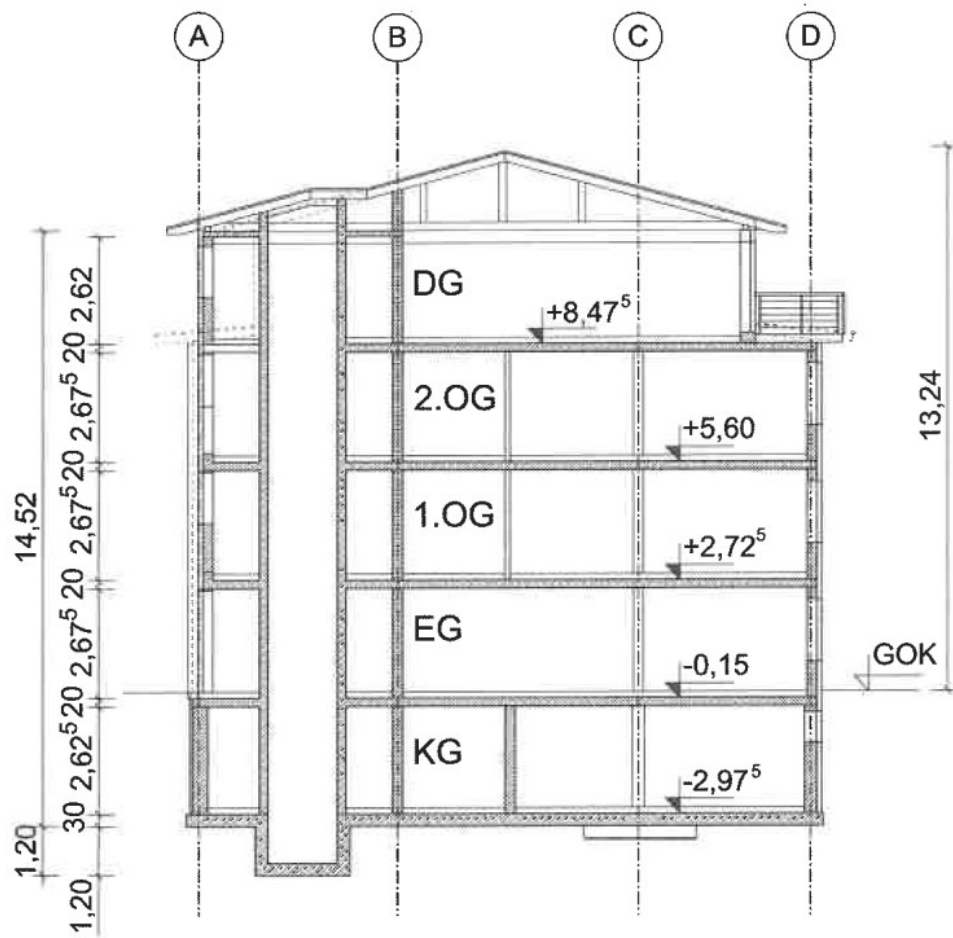 A B C D
DG
+8,47⁵
2.OG
+5,60
1.OG
+2,72⁵
EG
-0,15
GOK
KG
-2,97⁵
14,52
1,20
2,62
20
2,67⁵
20
2,67⁵
20
2,67⁵
20
2,62⁵
30
1,20
13,24